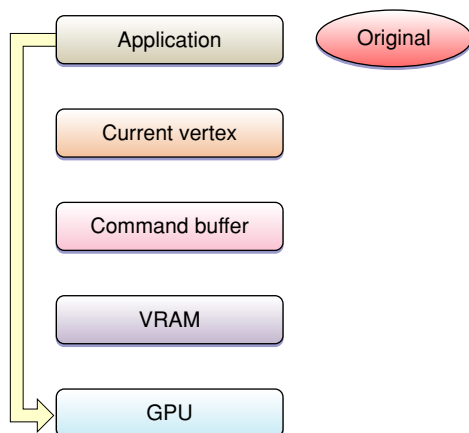 Application
Original
Current vertex
Command buffer
VRAM
GPU